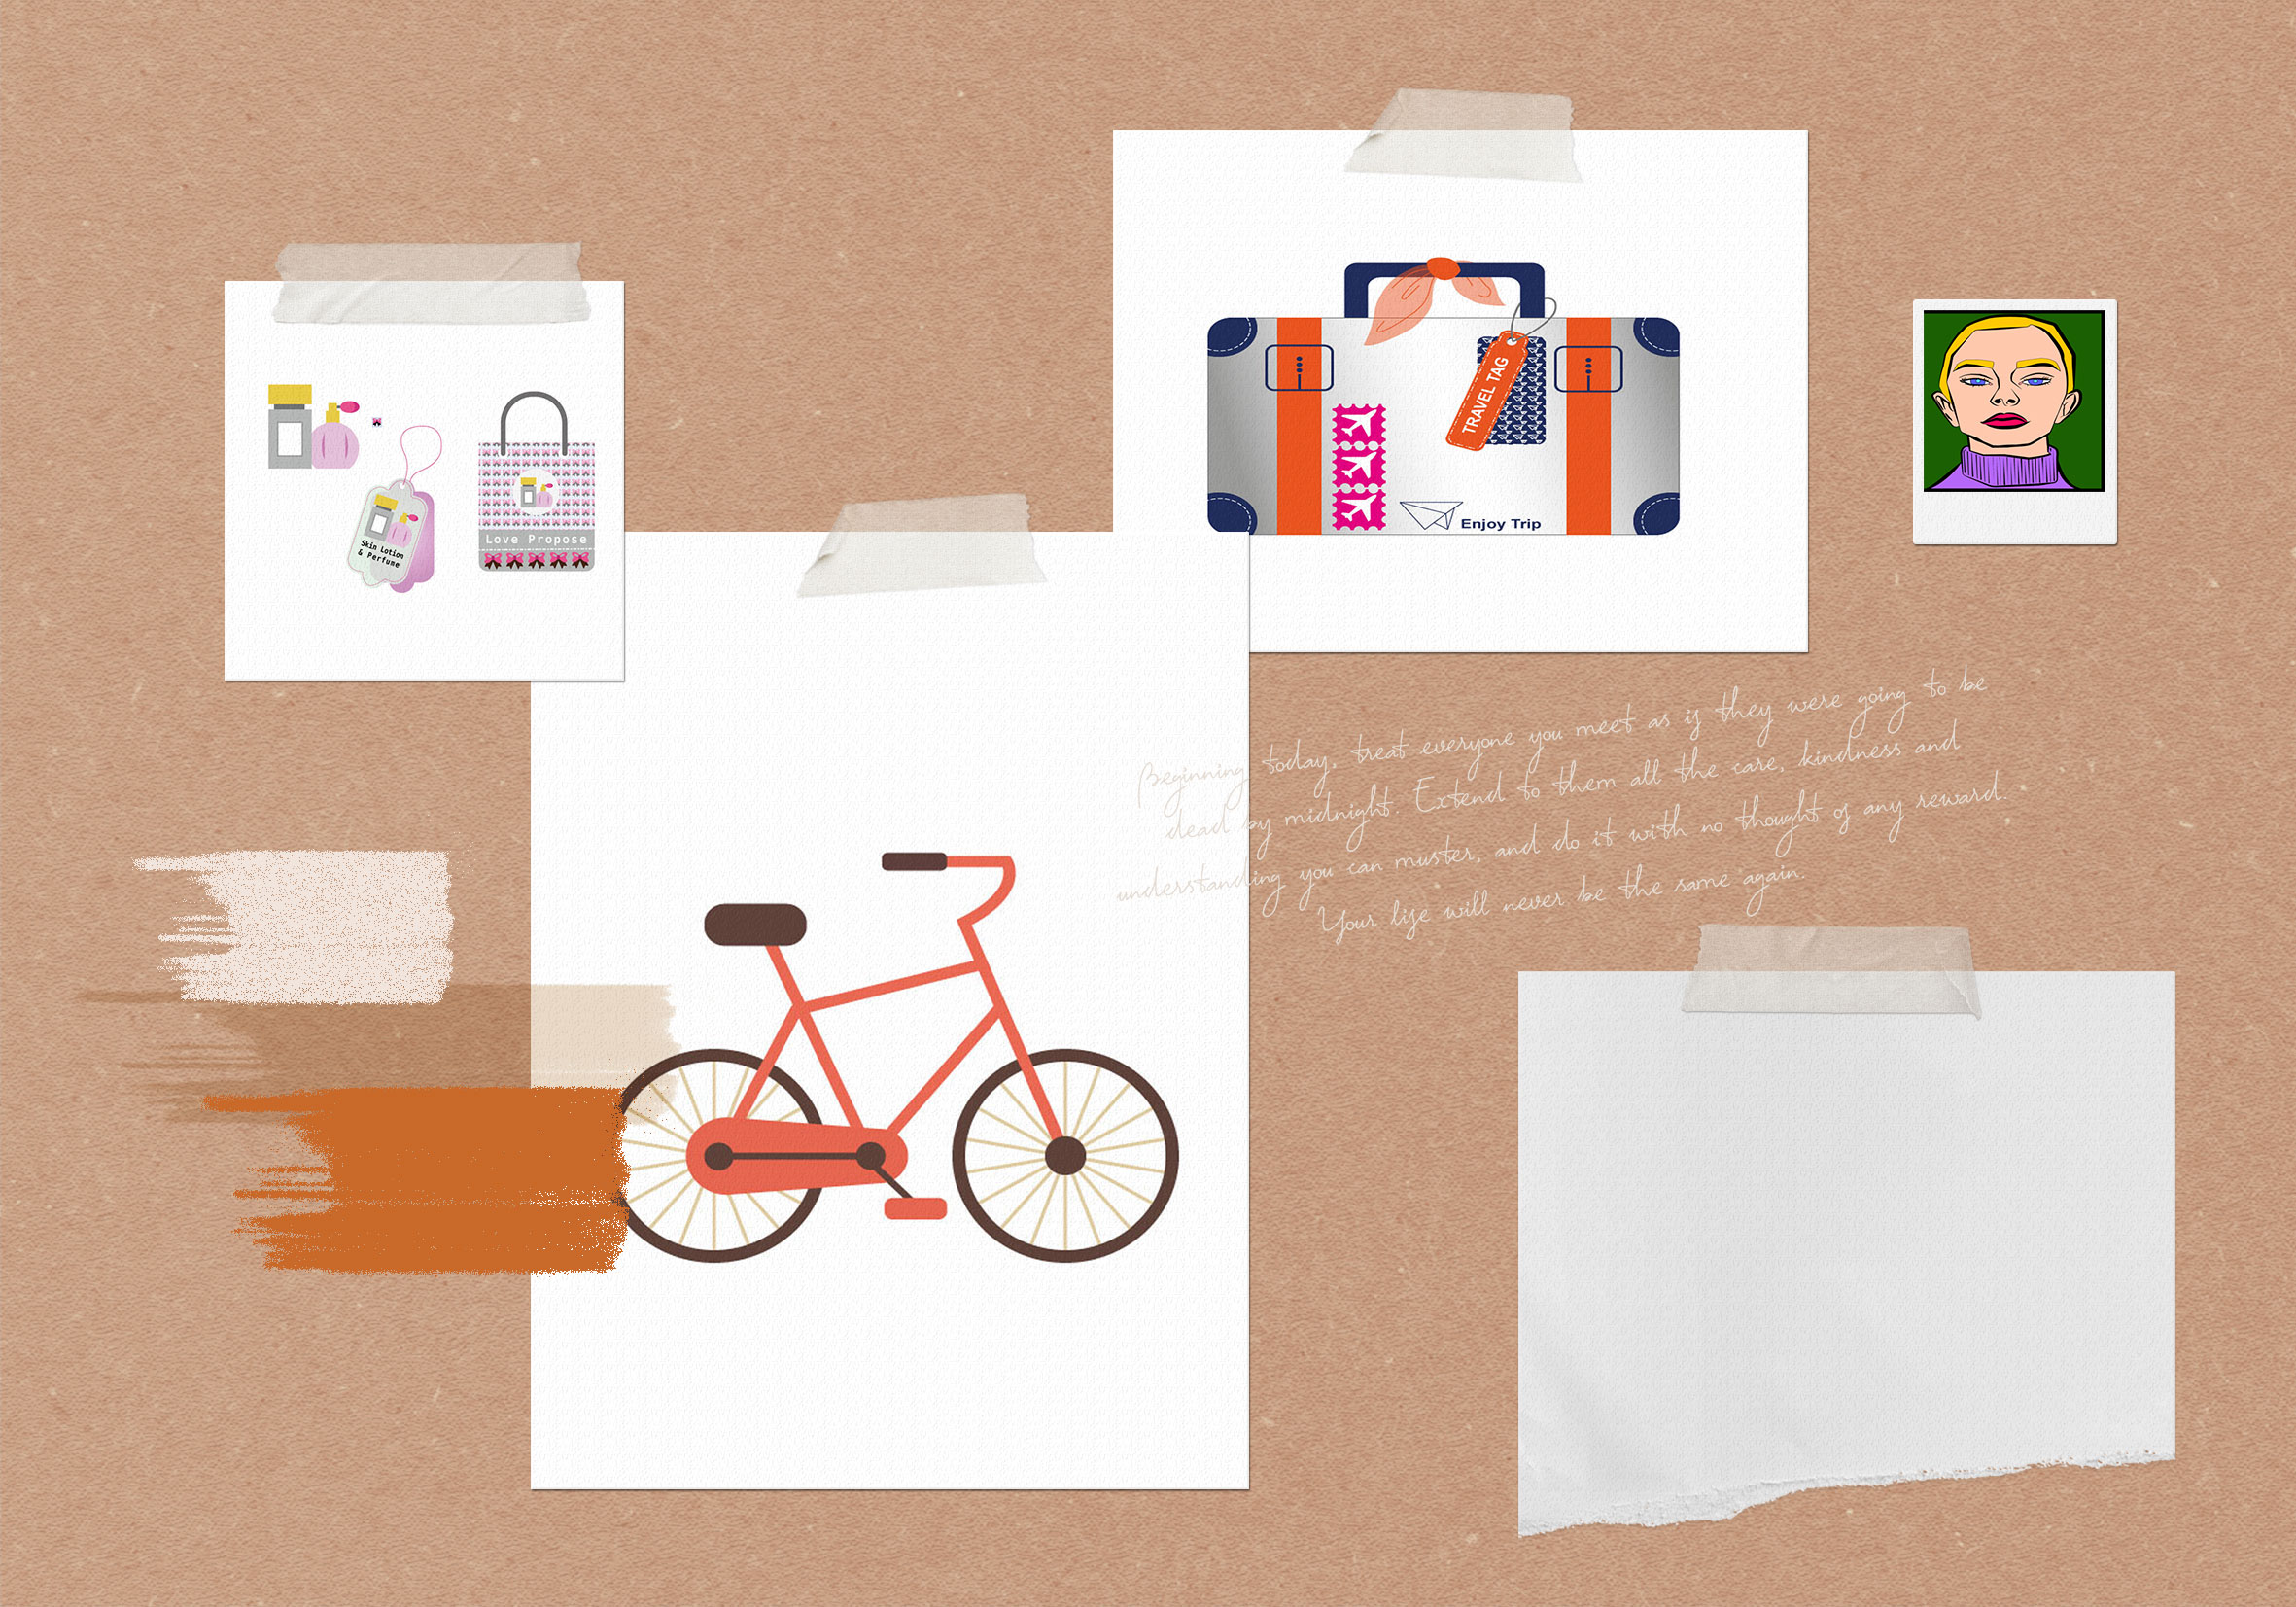 TRAVEL TAG
Enjoy Trip
Skin Lotion
& Perfume
Love Propose
Beginning today, treat everyone you meet as if they were going to be
dead by midnight. Extend to them all the care, kindness and
understanding you can muster, and do it with no thought of any reward.
Your life will never be the same again.